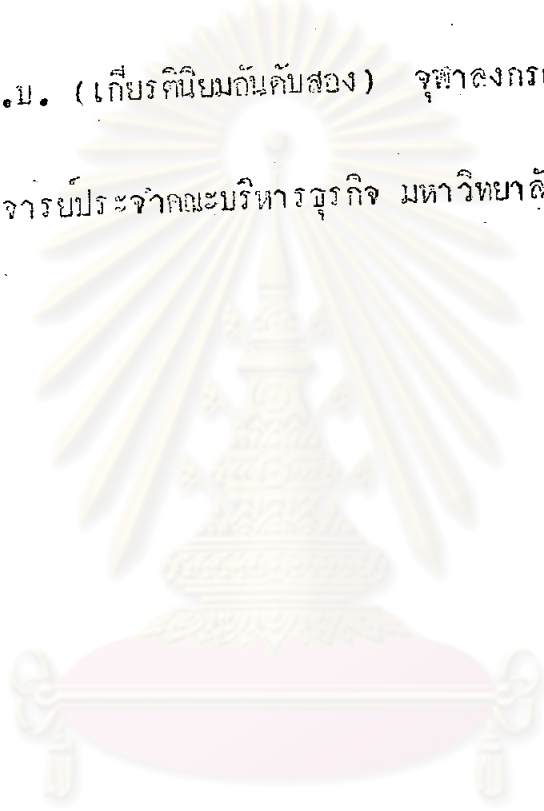 .บ. (เกียรตินิยมอันดับสอง) จุฬาลงกรณ
จารย์ประจำคณะบริหารธุรกิจ มหาวิทยาลั